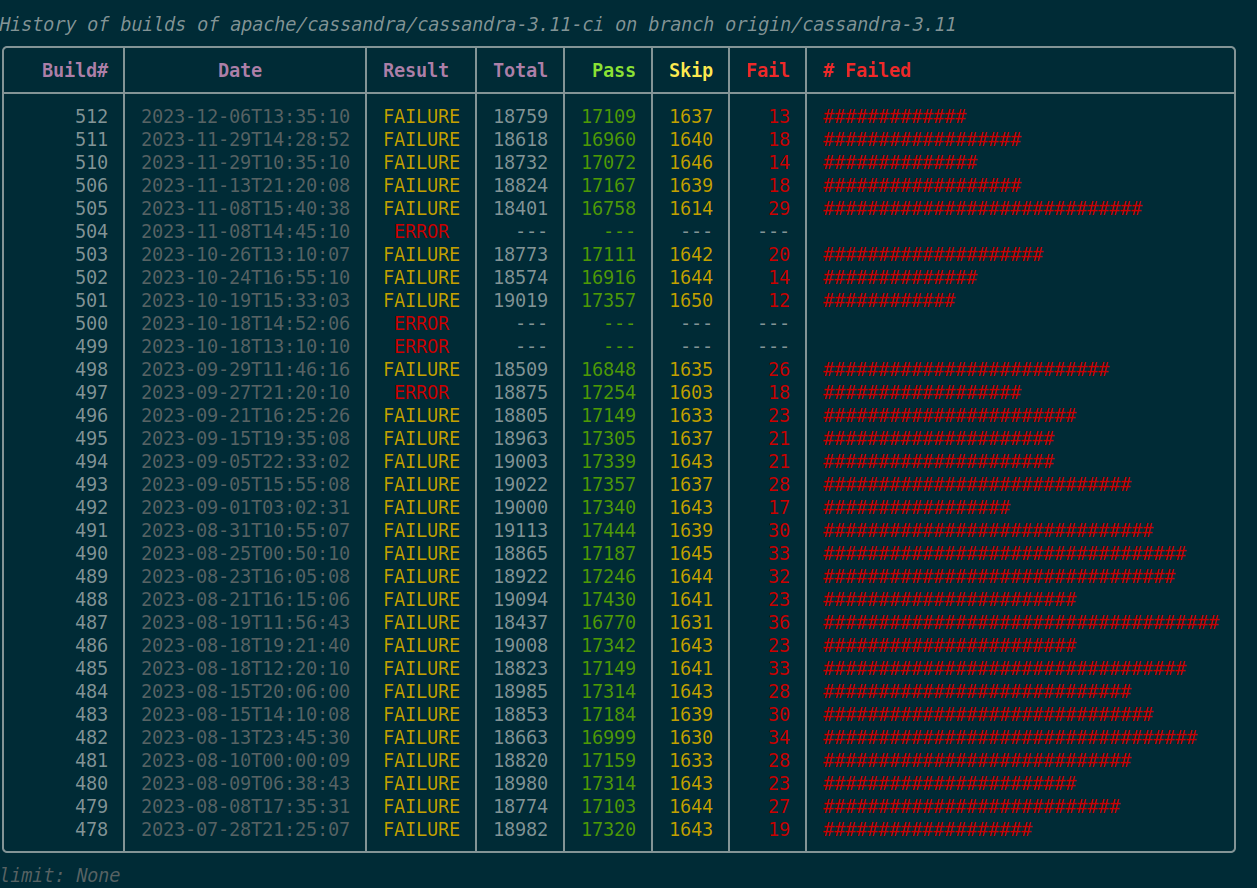 History of builds of apache/cassandra/cassandra-3.11-ci on branch origin/cassandra-3.11
Build# Date Result Total Pass Skip Fail # Failed
512 2023-12-06T13:35:10 FAILURE 18759 17109 1637 13 #############
511 2023-11-29T14:28:52 FAILURE 18618 16960 1640 18 ##################
510 2023-11-29T10:35:10 FAILURE 18732 17072 1646 14 ##############
506 2023-11-13T21:20:08 FAILURE 18824 17167 1639 18 ##################
505 2023-11-08T15:40:38 FAILURE 18401 16758 1614 29 #############################
504 2023-11-08T14:45:10 ERROR --- --- --- ---
503 2023-10-26T13:10:07 FAILURE 18773 17111 1642 20 ####################
502 2023-10-24T16:55:10 FAILURE 18574 16916 1644 14 ##############
501 2023-10-19T15:33:03 FAILURE 19019 17357 1650 12 ############
500 2023-10-18T14:52:06 ERROR --- --- --- ---
499 2023-10-18T13:10:10 ERROR --- --- --- ---
498 2023-09-29T11:46:16 FAILURE 18509 16848 1635 26 ##########################
497 2023-09-27T21:20:10 ERROR 18875 17254 1603 18 ##################
496 2023-09-21T16:25:26 FAILURE 18805 17149 1633 23 #######################
495 2023-09-15T19:35:08 FAILURE 18963 17305 1637 21 #####################
494 2023-09-05T22:33:02 FAILURE 19003 17339 1643 21 #####################
493 2023-09-05T15:55:08 FAILURE 19022 17357 1637 28 ############################
492 2023-09-01T03:02:31 FAILURE 19000 17340 1643 17 #################
491 2023-08-31T10:55:07 FAILURE 19113 17444 1639 30 ##############################
490 2023-08-25T00:50:10 FAILURE 18865 17187 1645 33 #################################
489 2023-08-23T16:05:08 FAILURE 18922 17246 1644 32 ################################
488 2023-08-21T16:15:06 FAILURE 19094 17430 1641 23 #######################
487 2023-08-19T11:56:43 FAILURE 18437 16770 1631 36 ####################################
486 2023-08-18T19:21:40 FAILURE 19008 17342 1643 23 #######################
485 2023-08-18T12:20:10 FAILURE 18823 17149 1641 33 #################################
484 2023-08-15T20:06:00 FAILURE 18985 17314 1643 28 ############################
483 2023-08-15T14:10:08 FAILURE 18853 17184 1639 30 ##############################
482 2023-08-13T23:45:30 FAILURE 18663 16999 1630 34 ##################################
481 2023-08-10T00:00:09 FAILURE 18820 17159 1633 28 ############################
480 2023-08-09T06:38:43 FAILURE 18980 17314 1643 23 #######################
479 2023-08-08T17:35:31 FAILURE 18774 17103 1644 27 ###########################
478 2023-07-28T21:25:07 FAILURE 18982 17320 1643 19 ###################
limit: None